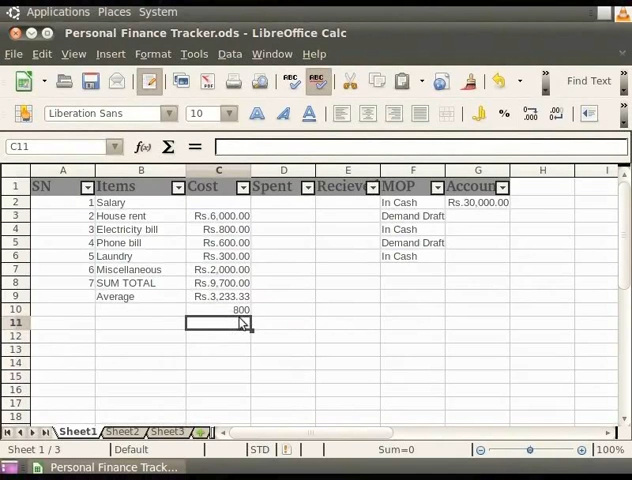 Applications Places System
Personal Finance Tracker.ods - LibreOffice Calc
File Edit View Insert Format Tools Data Window Help
ABC ABC Find Text
Liberation Sans 10 A A A %
C11 f(x) Σ =
A B C D E F G H I
1 SN Items Cost Spent Recieve MOP Accoun
2 1 Salary In Cash Rs.30,000.00
3 2 House rent Rs.6,000.00 Demand Draft
4 3 Electricity bill Rs.800.00 In Cash
5 4 Phone bill Rs.600.00 Demand Draft
6 5 Laundry Rs.300.00 In Cash
7 6 Miscellaneous Rs.2,000.00
8 7 SUM TOTAL Rs.9,700.00
9 Average Rs.3,233.33
10 800
11
12
13
14
15
16
17
18
Sheet1 Sheet2 Sheet3
Sheet 1 / 3 Default STD Sum=0 100%
Personal Finance Track...